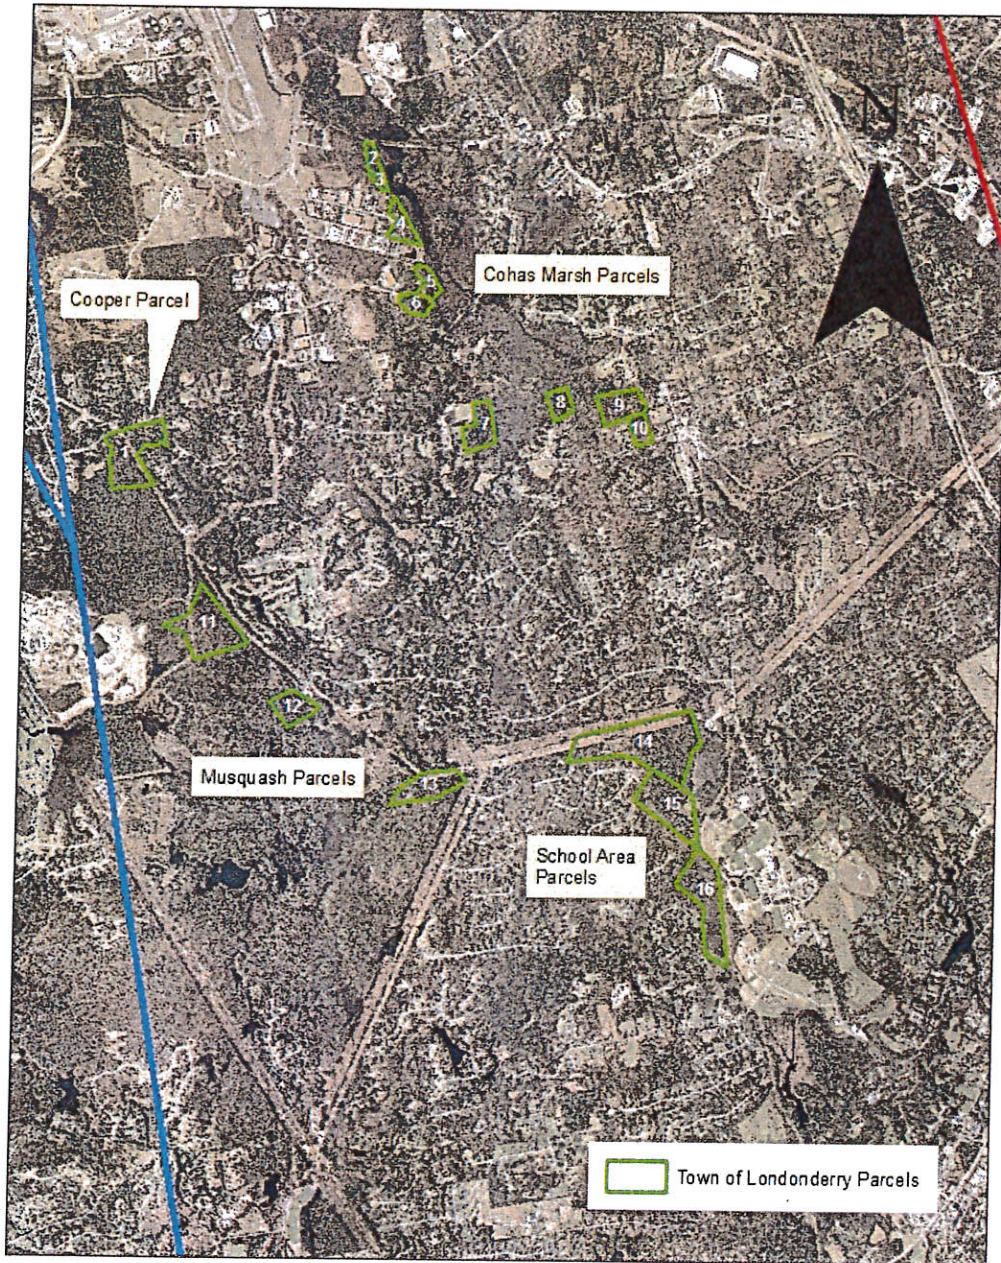 N
2
3
4
5
6
Cohas Marsh Parcels
Cooper Parcel
1
7
8
9
10
11
12
13
14
15
16
Musquash Parcels
School Area
Parcels
Town of Londonderry Parcels